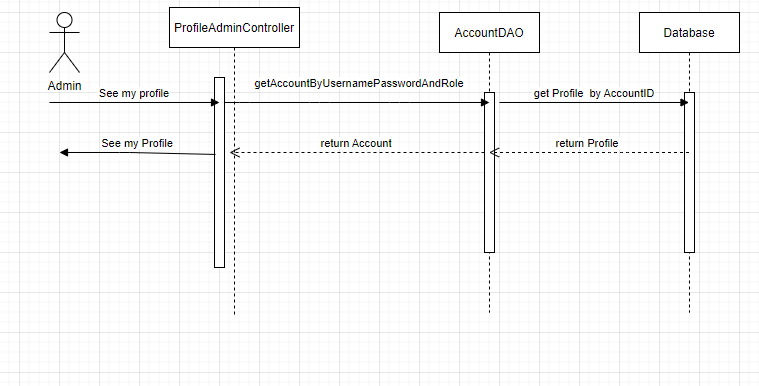 ProfileAdminController
AccountDAO
Database
Admin
See my profile
getAccountByUsernamePasswordAndRole
get Profile by AccountID
See my Profile
return Account
return Profile